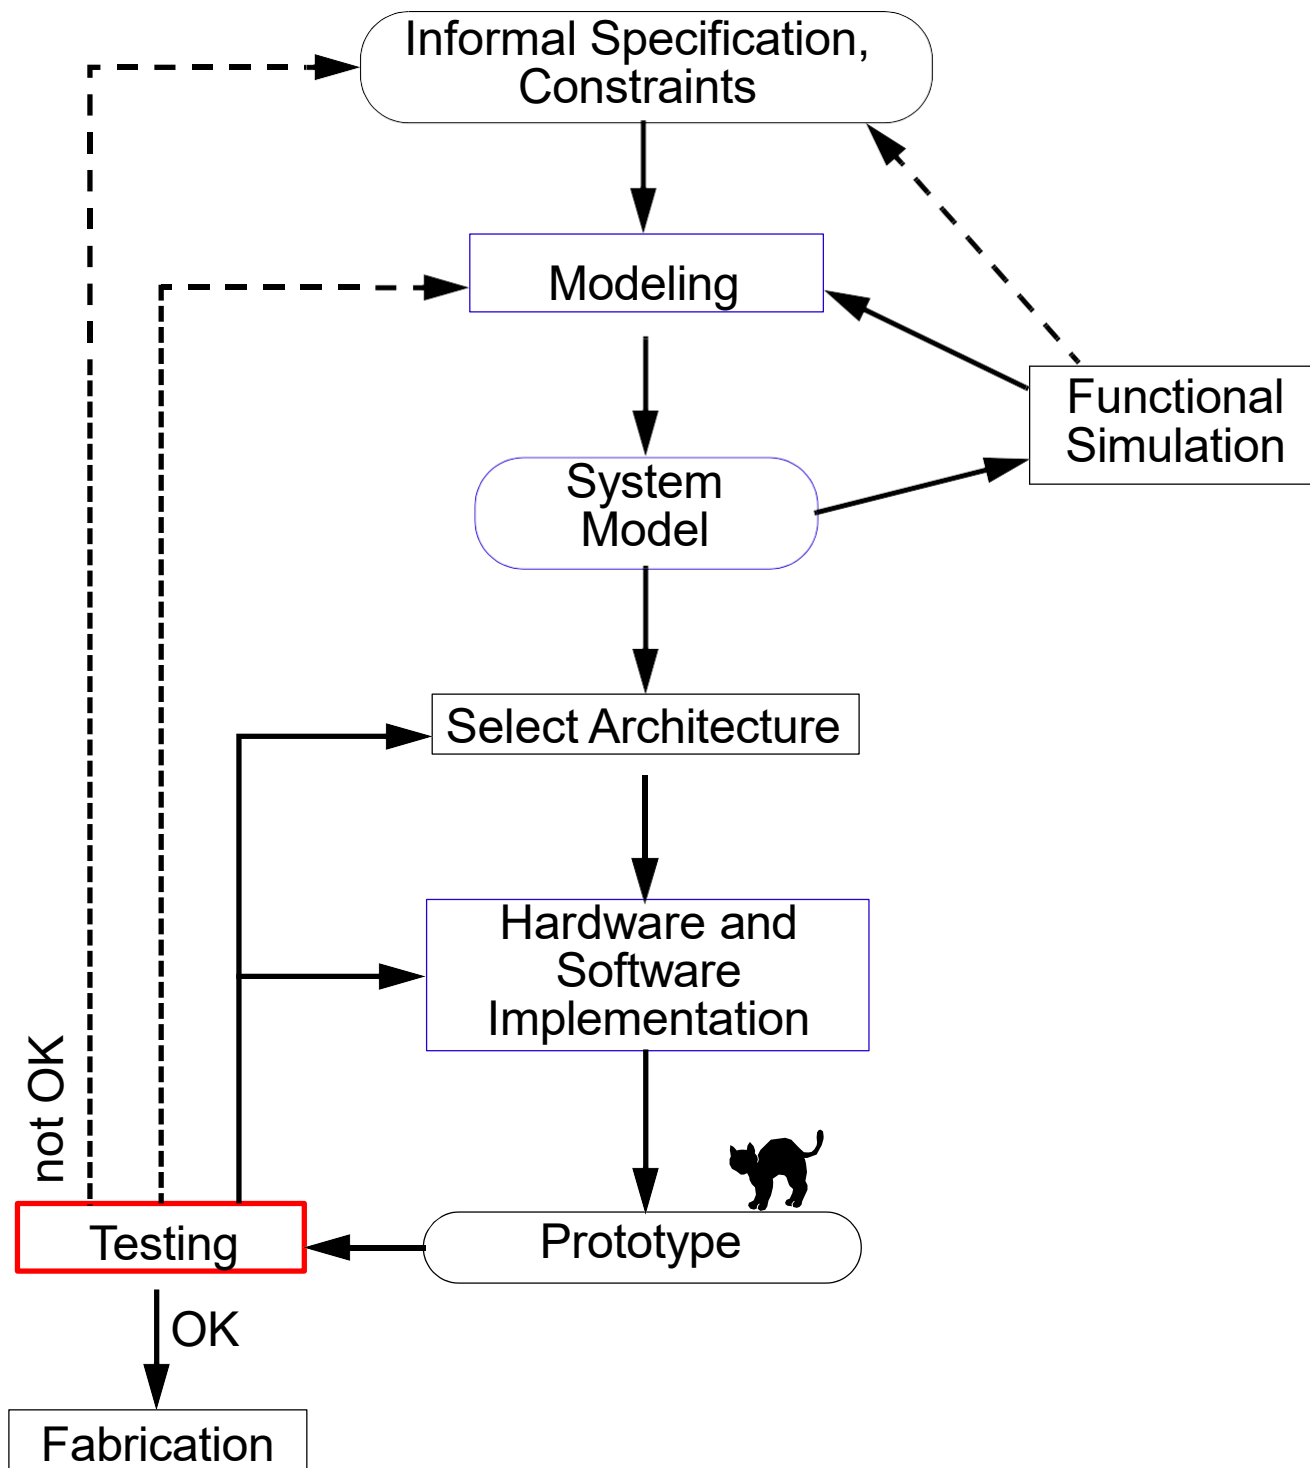 Informal Specification,
Constraints
Modeling
Functional
Simulation
System
Model
Select Architecture
Hardware and
Software
Implementation
not OK
Testing
Prototype
OK
Fabrication